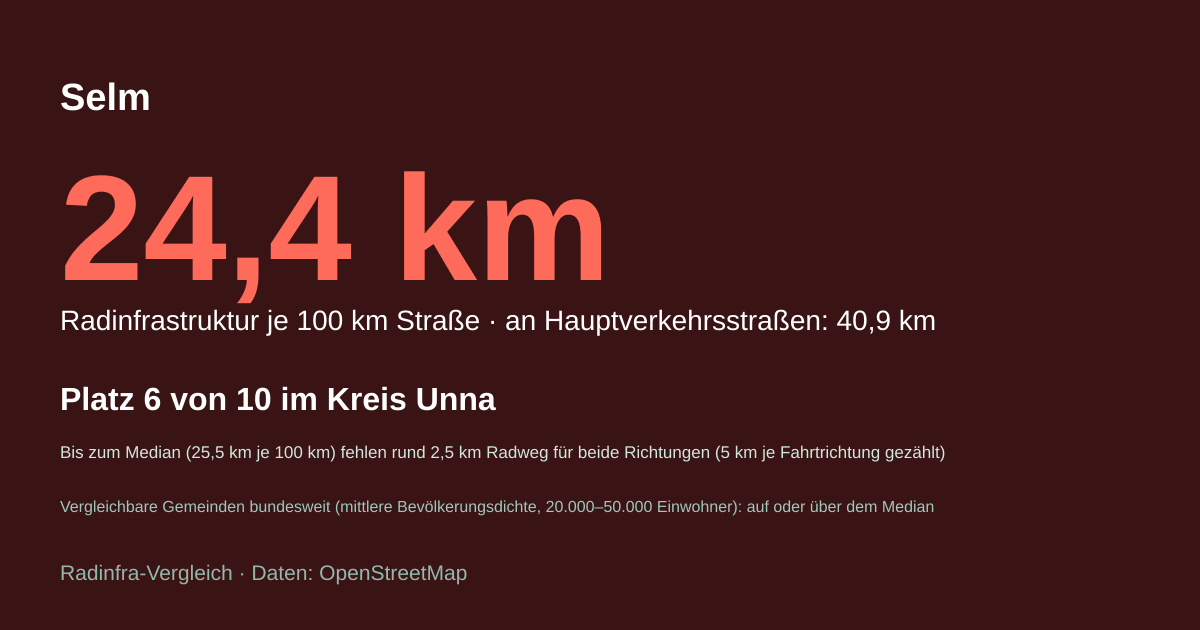 Selm
24,4 km
Radinfrastruktur je 100 km Straße · an Hauptverkehrsstraßen: 40,9 km
Platz 6 von 10 im Kreis Unna
Bis zum Median (25,5 km je 100 km) fehlen rund 2,5 km Radweg für beide Richtungen (5 km je Fahrtrichtung gezählt)
Vergleichbare Gemeinden bundesweit (mittlere Bevölkerungsdichte, 20.000–50.000 Einwohner): auf oder über dem Median
Radinfra-Vergleich · Daten: OpenStreetMap